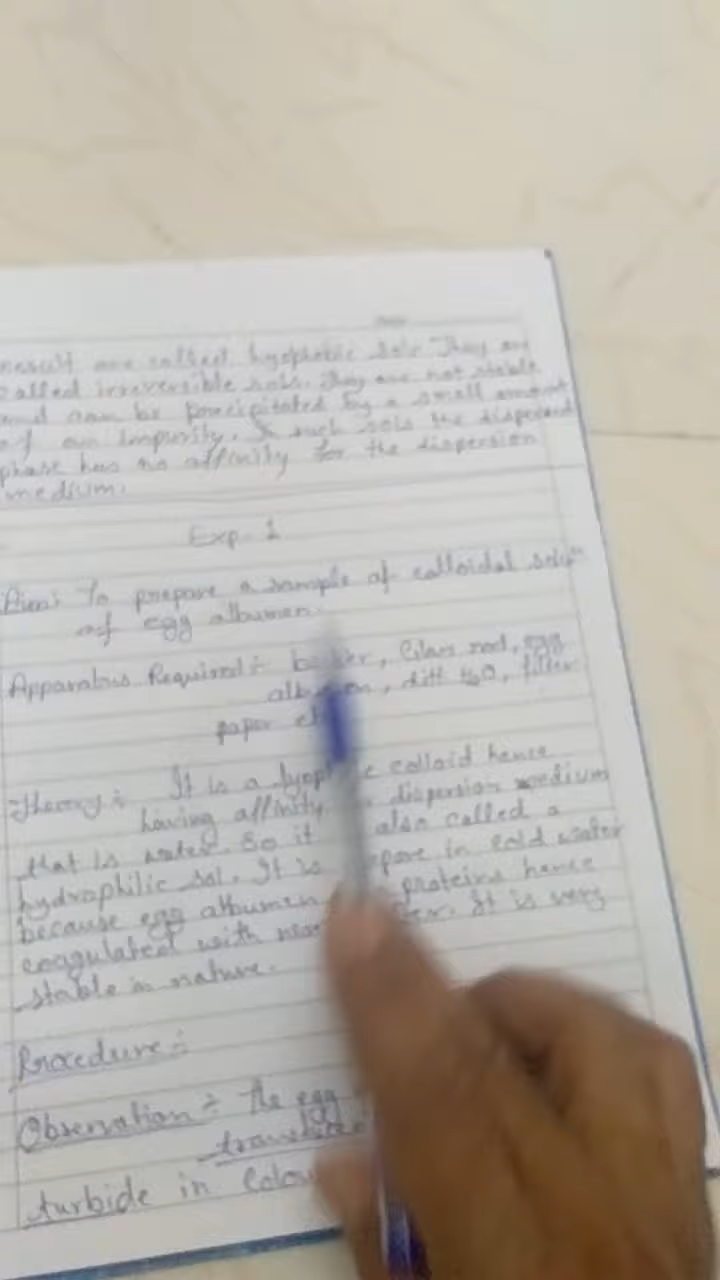 result are called lyophobic sols. They are
called irreversible sols. They are not stable
and can be precipitated by a small amount
of an impurity. such sols the dispersed
phase has no affinity for the dispersion
medium.
Exp-1
Aim:- To prepare a sample of colloidal solun
of egg albumen.
Apparatus Required:- Glass rod, egg
H2O, filter
paper
Theory:- It is a colloid hence
having affinity dispersion medium
that is water. So it also called a
hydrophilic sol. It is in cold water
because egg albumen proteins hence
coagulated with It is very
stable in nature.
Procedure:-
Observation:- The egg
turbide in